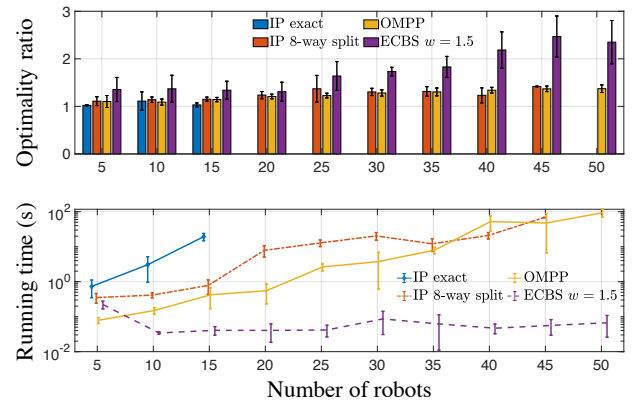 Optimality ratio
3
2
1
0
IP exact
OMPP
IP 8-way split
ECBS w = 1.5
5 10 15 20 25 30 35 40 45 50
Running time (s)
10^2
10^0
10^-2
IP exact
OMPP
IP 8-way split
ECBS w = 1.5
5 10 15 20 25 30 35 40 45 50
Number of robots